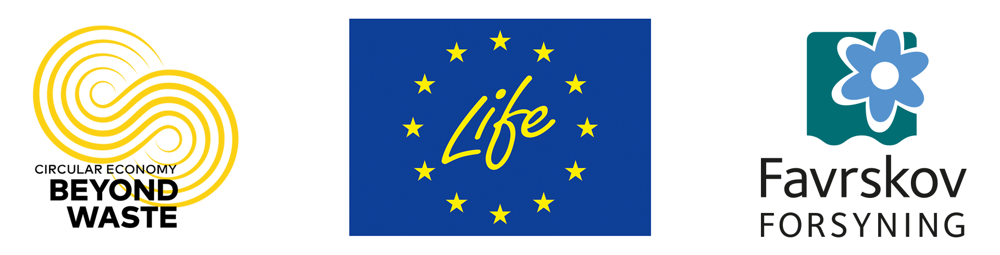 CIRCULAR ECONOMY
BEYOND
WASTE
Life
Favrskov
FORSYNING